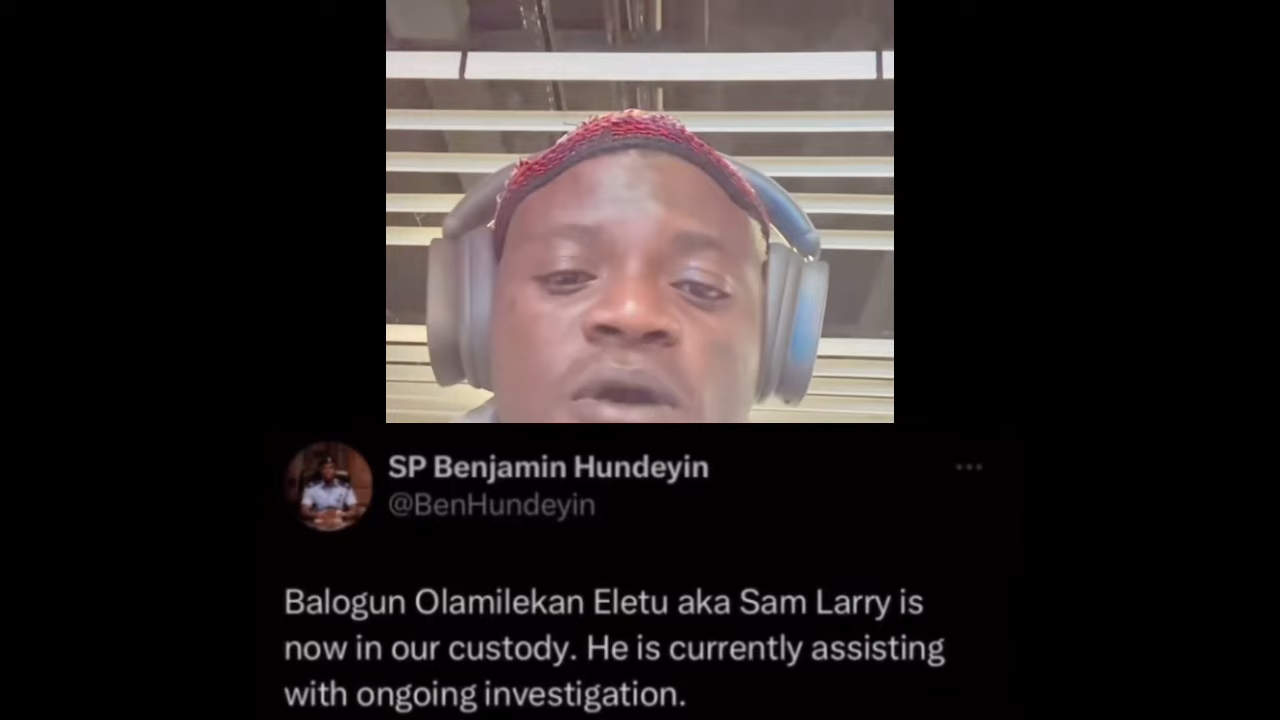 SP Benjamin Hundeyin
@BenHundeyin
Balogun Olamilekan Eletu aka Sam Larry is
now in our custody. He is currently assisting
with ongoing investigation.